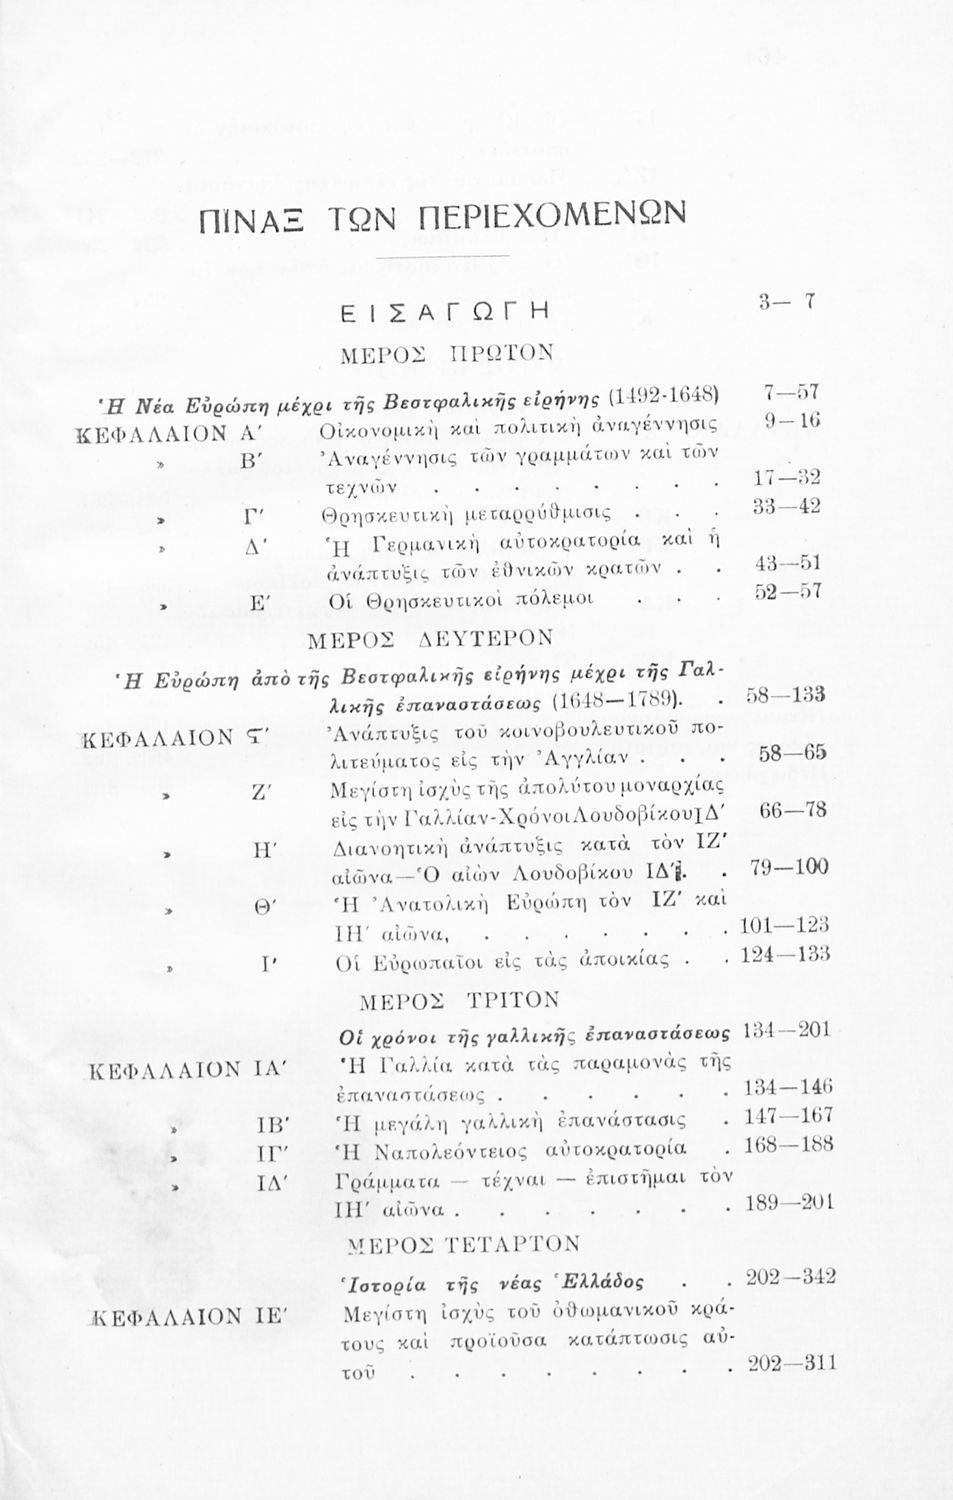 ΠΙΝΑΞ ΤΩΝ ΠΕΡΙΕΧΟΜΕΝΩΝ
ΕΙΣΑΓΩΓΗ 3— 7
ΜΕΡΟΣ ΠΡΩΤΟΝ
Ἡ Νέα Εὐρώπη μέχρι τῆς Βεστφαλικῆς εἰρήνης (1492-1648) 7—57
ΚΕΦΑΛΑΙΟΝ Α′ Οἰκονομικὴ καὶ πολιτικὴ ἀναγέννησις 9—16
» Β′ Ἀναγέννησις τῶν γραμμάτων καὶ τῶν
τεχνῶν . . . . . . . . 17—32
» Γ′ Θρησκευτικὴ μεταρρύθμισις . . . 33—42
» Δ′ Ἡ Γερμανικὴ αὐτοκρατορία καὶ ἡ
ἀνάπτυξις τῶν ἐθνικῶν κρατῶν . . 43—51
» Ε′ Οἱ Θρησκευτικοὶ πόλεμοι . . . 52—57
ΜΕΡΟΣ ΔΕΥΤΕΡΟΝ
Ἡ Εὐρώπη ἀπὸ τῆς Βεστφαλικῆς εἰρήνης μέχρι τῆς Γαλ-
λικῆς ἐπαναστάσεως (1648—1789). . 58—133
ΚΕΦΑΛΑΙΟΝ Ϛ′ Ἀνάπτυξις τοῦ κοινοβουλευτικοῦ πο-
λιτεύματος εἰς τὴν Ἀγγλίαν . . . 58—65
» Ζ′ Μεγίστη ἰσχὺς τῆς ἀπολύτου μοναρχίας
εἰς τὴν Γαλλίαν-Χρόνοι Λουδοβίκου ΙΔ′ 66—78
» Η′ Διανοητικὴ ἀνάπτυξις κατὰ τὸν ΙΖ′
αἰῶνα—Ὁ αἰὼν Λουδοβίκου ΙΔ′. . 79—100
» Θ′ Ἡ Ἀνατολικὴ Εὐρώπη τὸν ΙΖ′ καὶ
ΙΗ′ αἰῶνα, . . . . . . . 101—123
» Ι′ Οἱ Εὐρωπαῖοι εἰς τὰς ἀποικίας . . 124—133
ΜΕΡΟΣ ΤΡΙΤΟΝ
Οἱ χρόνοι τῆς γαλλικῆς ἐπαναστάσεως 134—201
ΚΕΦΑΛΑΙΟΝ ΙΑ′ Ἡ Γαλλία κατὰ τὰς παραμονὰς τῆς
ἐπαναστάσεως . . . . . . 134—146
» ΙΒ′ Ἡ μεγάλη γαλλικὴ ἐπανάστασις . 147—167
» ΙΓ′ Ἡ Ναπολεόντειος αὐτοκρατορία . 168—188
» ΙΔ′ Γράμματα — τέχναι — ἐπιστῆμαι τὸν
ΙΗ′ αἰῶνα . . . . . . . 189—201
ΜΕΡΟΣ ΤΕΤΑΡΤΟΝ
Ἱστορία τῆς νέας Ἑλλάδος . . 202—342
ΚΕΦΑΛΑΙΟΝ ΙΕ′ Μεγίστη ἰσχὺς τοῦ ὀθωμανικοῦ κρά-
τους καὶ προϊοῦσα κατάπτωσις αὐ-
τοῦ . . . . . . . . 202—311